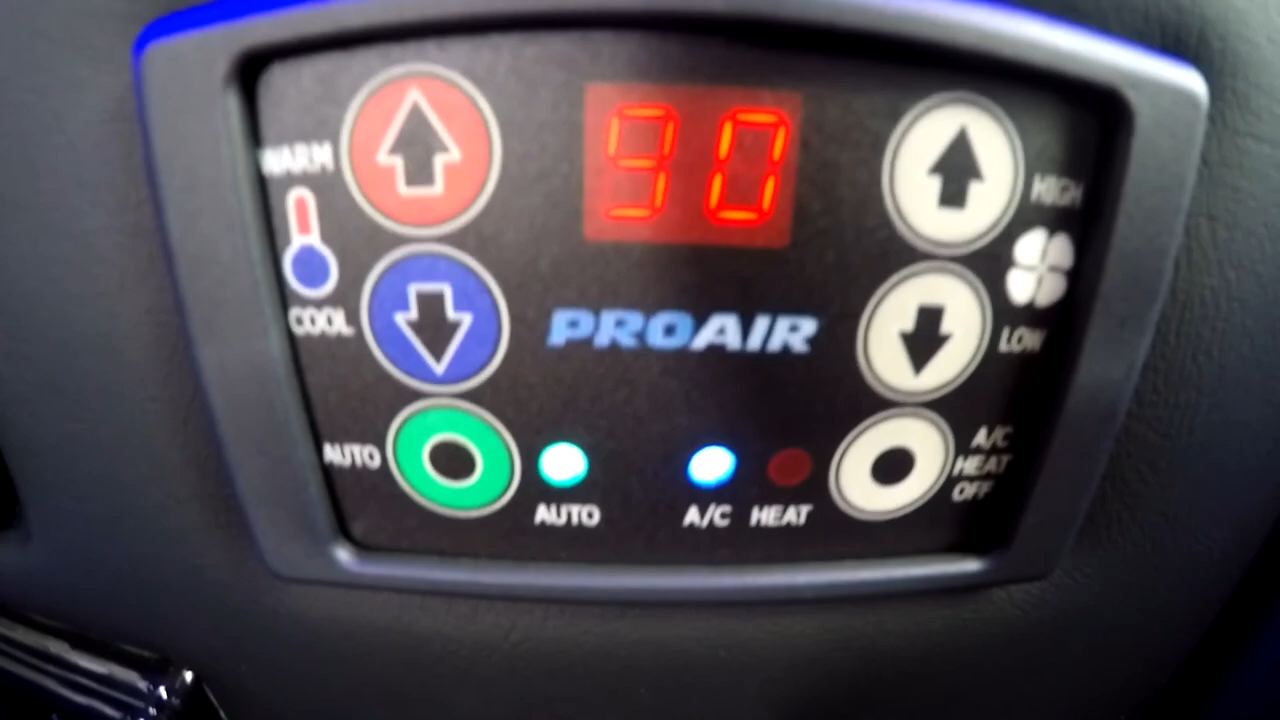 WARM
90
HIGH
COOL
PROAIR
LOW
AUTO
A/C
HEAT
OFF
AUTO
A/C HEAT